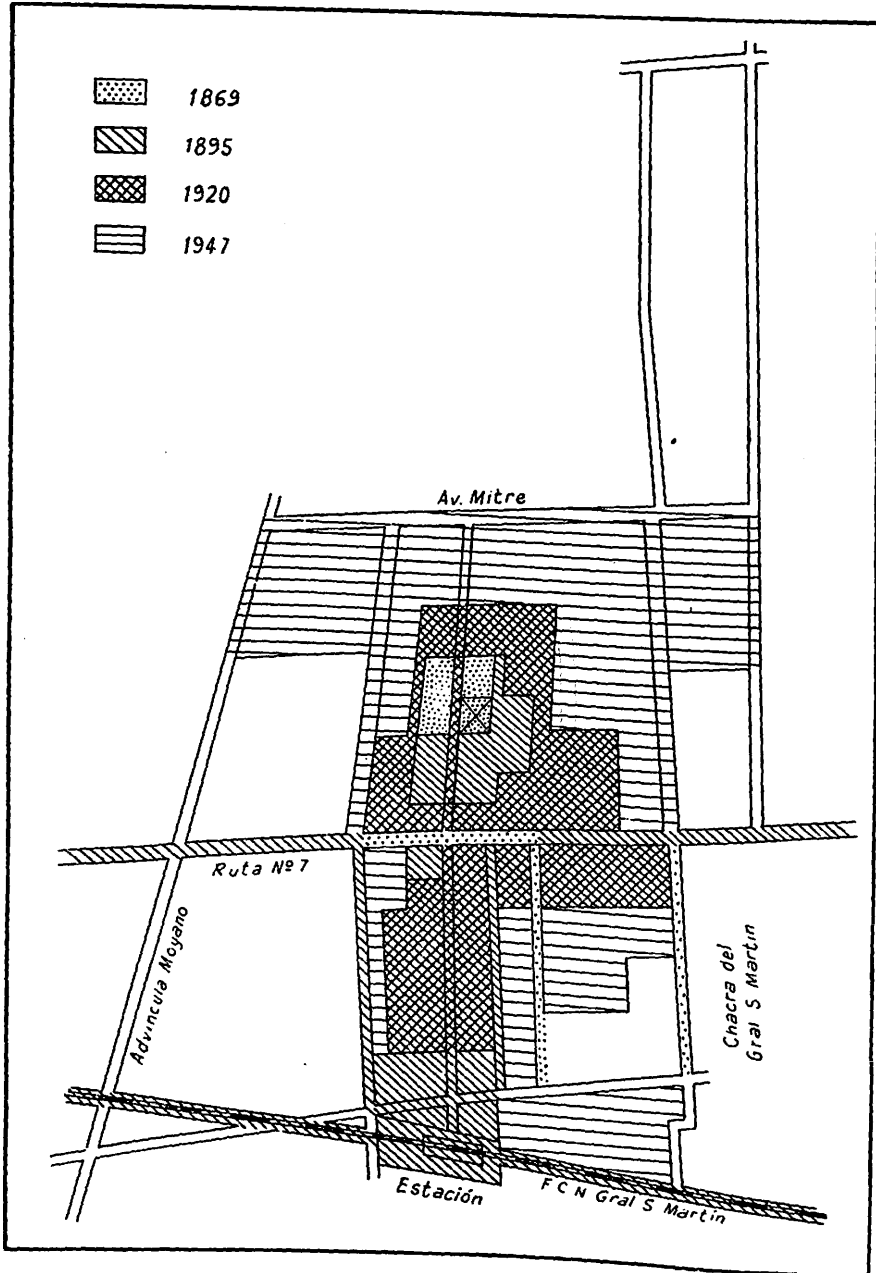 1869
1895
1920
1947
Av. Mitre
Ruta Nº 7
Advincula Moyano
Chacra del
Gral S Martin
Estación
F C N Gral S Martin